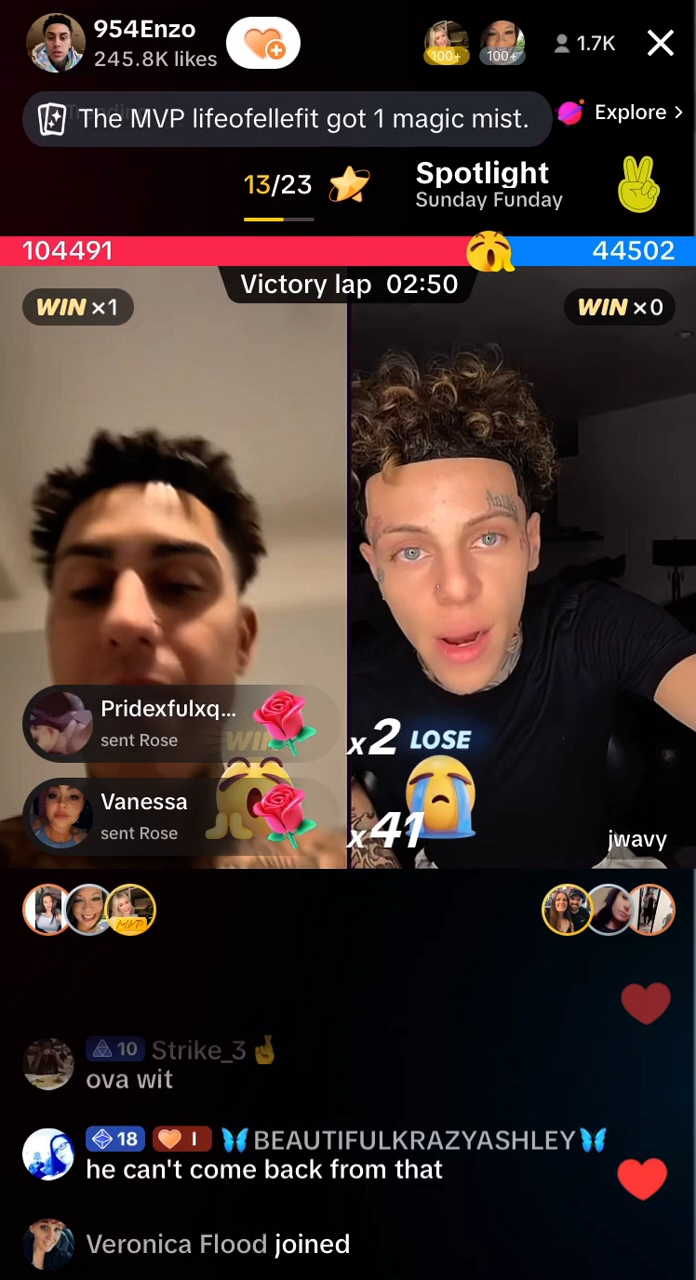 954Enzo
245.8K likes
100+
100+
1.7K
The MVP lifeofellefit got 1 magic mist.
Explore >
13/23
Spotlight
Sunday Funday
104491
44502
Victory lap 02:50
WIN ×1
WIN ×0
Pridexfulxq...
sent Rose
x2
WIN
LOSE
Vanessa
sent Rose
x41
jwavy
MVP
10 Strike_3
ova wit
18 I BEAUTIFULKRAZYASHLEY
he can't come back from that
Veronica Flood joined